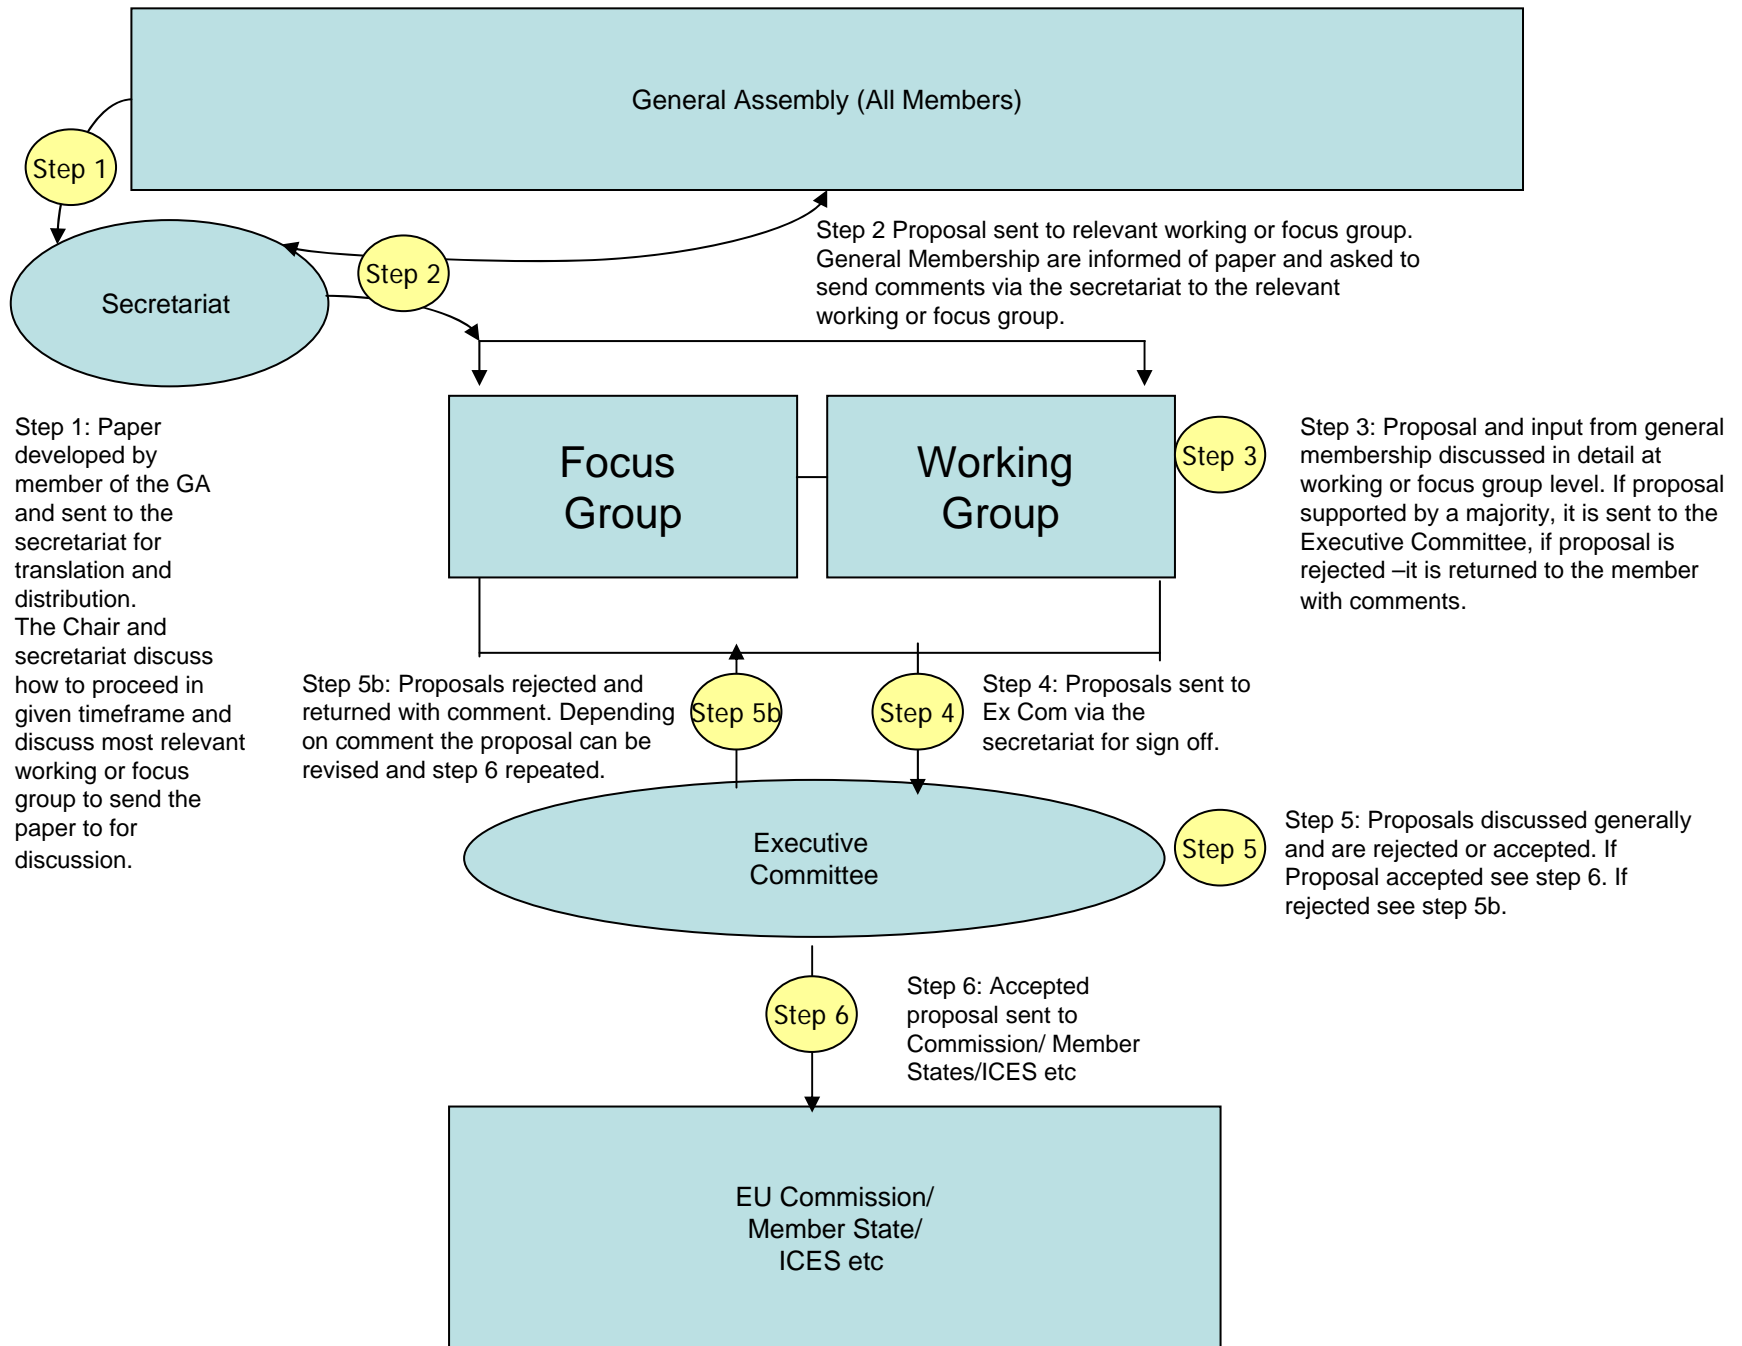 General Assembly (All Members)
Step 1
Step 2
Secretariat
Step 2 Proposal sent to relevant working or focus group.
General Membership are informed of paper and asked to
send comments via the secretariat to the relevant
working or focus group.
Step 1: Paper
developed by
member of the GA
and sent to the
secretariat for
translation and
distribution.
The Chair and
secretariat discuss
how to proceed in
given timeframe and
discuss most relevant
working or focus
group to send the
paper to for
discussion.
Focus
Group
Working
Group
Step 3
Step 3: Proposal and input from general
membership discussed in detail at
working or focus group level. If proposal
supported by a majority, it is sent to the
Executive Committee, if proposal is
rejected –it is returned to the member
with comments.
Step 5b: Proposals rejected and
returned with comment. Depending
on comment the proposal can be
revised and step 6 repeated.
Step 5b
Step 4
Step 4: Proposals sent to
Ex Com via the
secretariat for sign off.
Executive
Committee
Step 5
Step 5: Proposals discussed generally
and are rejected or accepted. If
Proposal accepted see step 6. If
rejected see step 5b.
Step 6
Step 6: Accepted
proposal sent to
Commission/ Member
States/ICES etc
EU Commission/
Member State/
ICES etc